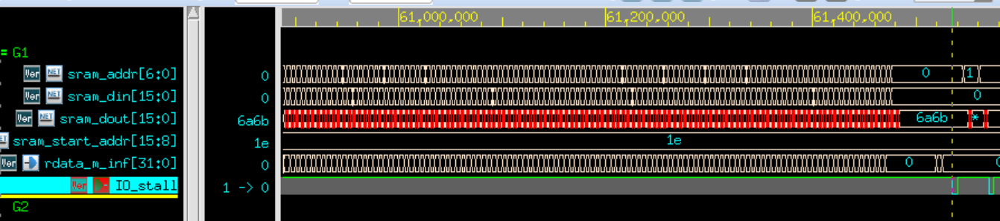 61,000,000 61,200,000 61,400,000
= G1
Ver NET sram_addr[6:0] 0 0 1
Ver NET sram_din[15:0] 0 0
Ver NET sram_dout[15:0] 6a6b 6a6b *
NET sram_start_addr[15:8] 1e 1e
Ver rdata_m_inf[31:0] 0 0 0
Ver IO_stall 1 -> 0
G2